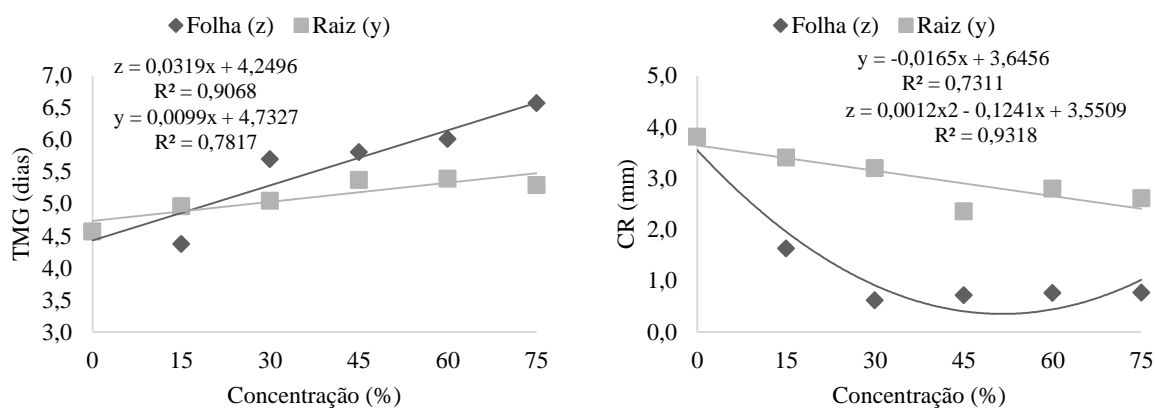 Folha (z) Raiz (y)
z = 0,0319x + 4,2496
R² = 0,9068
y = 0,0099x + 4,7327
R² = 0,7817
7,0
6,5
6,0
5,5
5,0
4,5
4,0
3,5
3,0
TMG (dias)
0 15 30 45 60 75
Concentração (%)
Folha (z) Raiz (y)
y = -0,0165x + 3,6456
R² = 0,7311
z = 0,0012x2 - 0,1241x + 3,5509
R² = 0,9318
5,0
4,0
3,0
2,0
1,0
0,0
CR (mm)
0 15 30 45 60 75
Concentração (%)